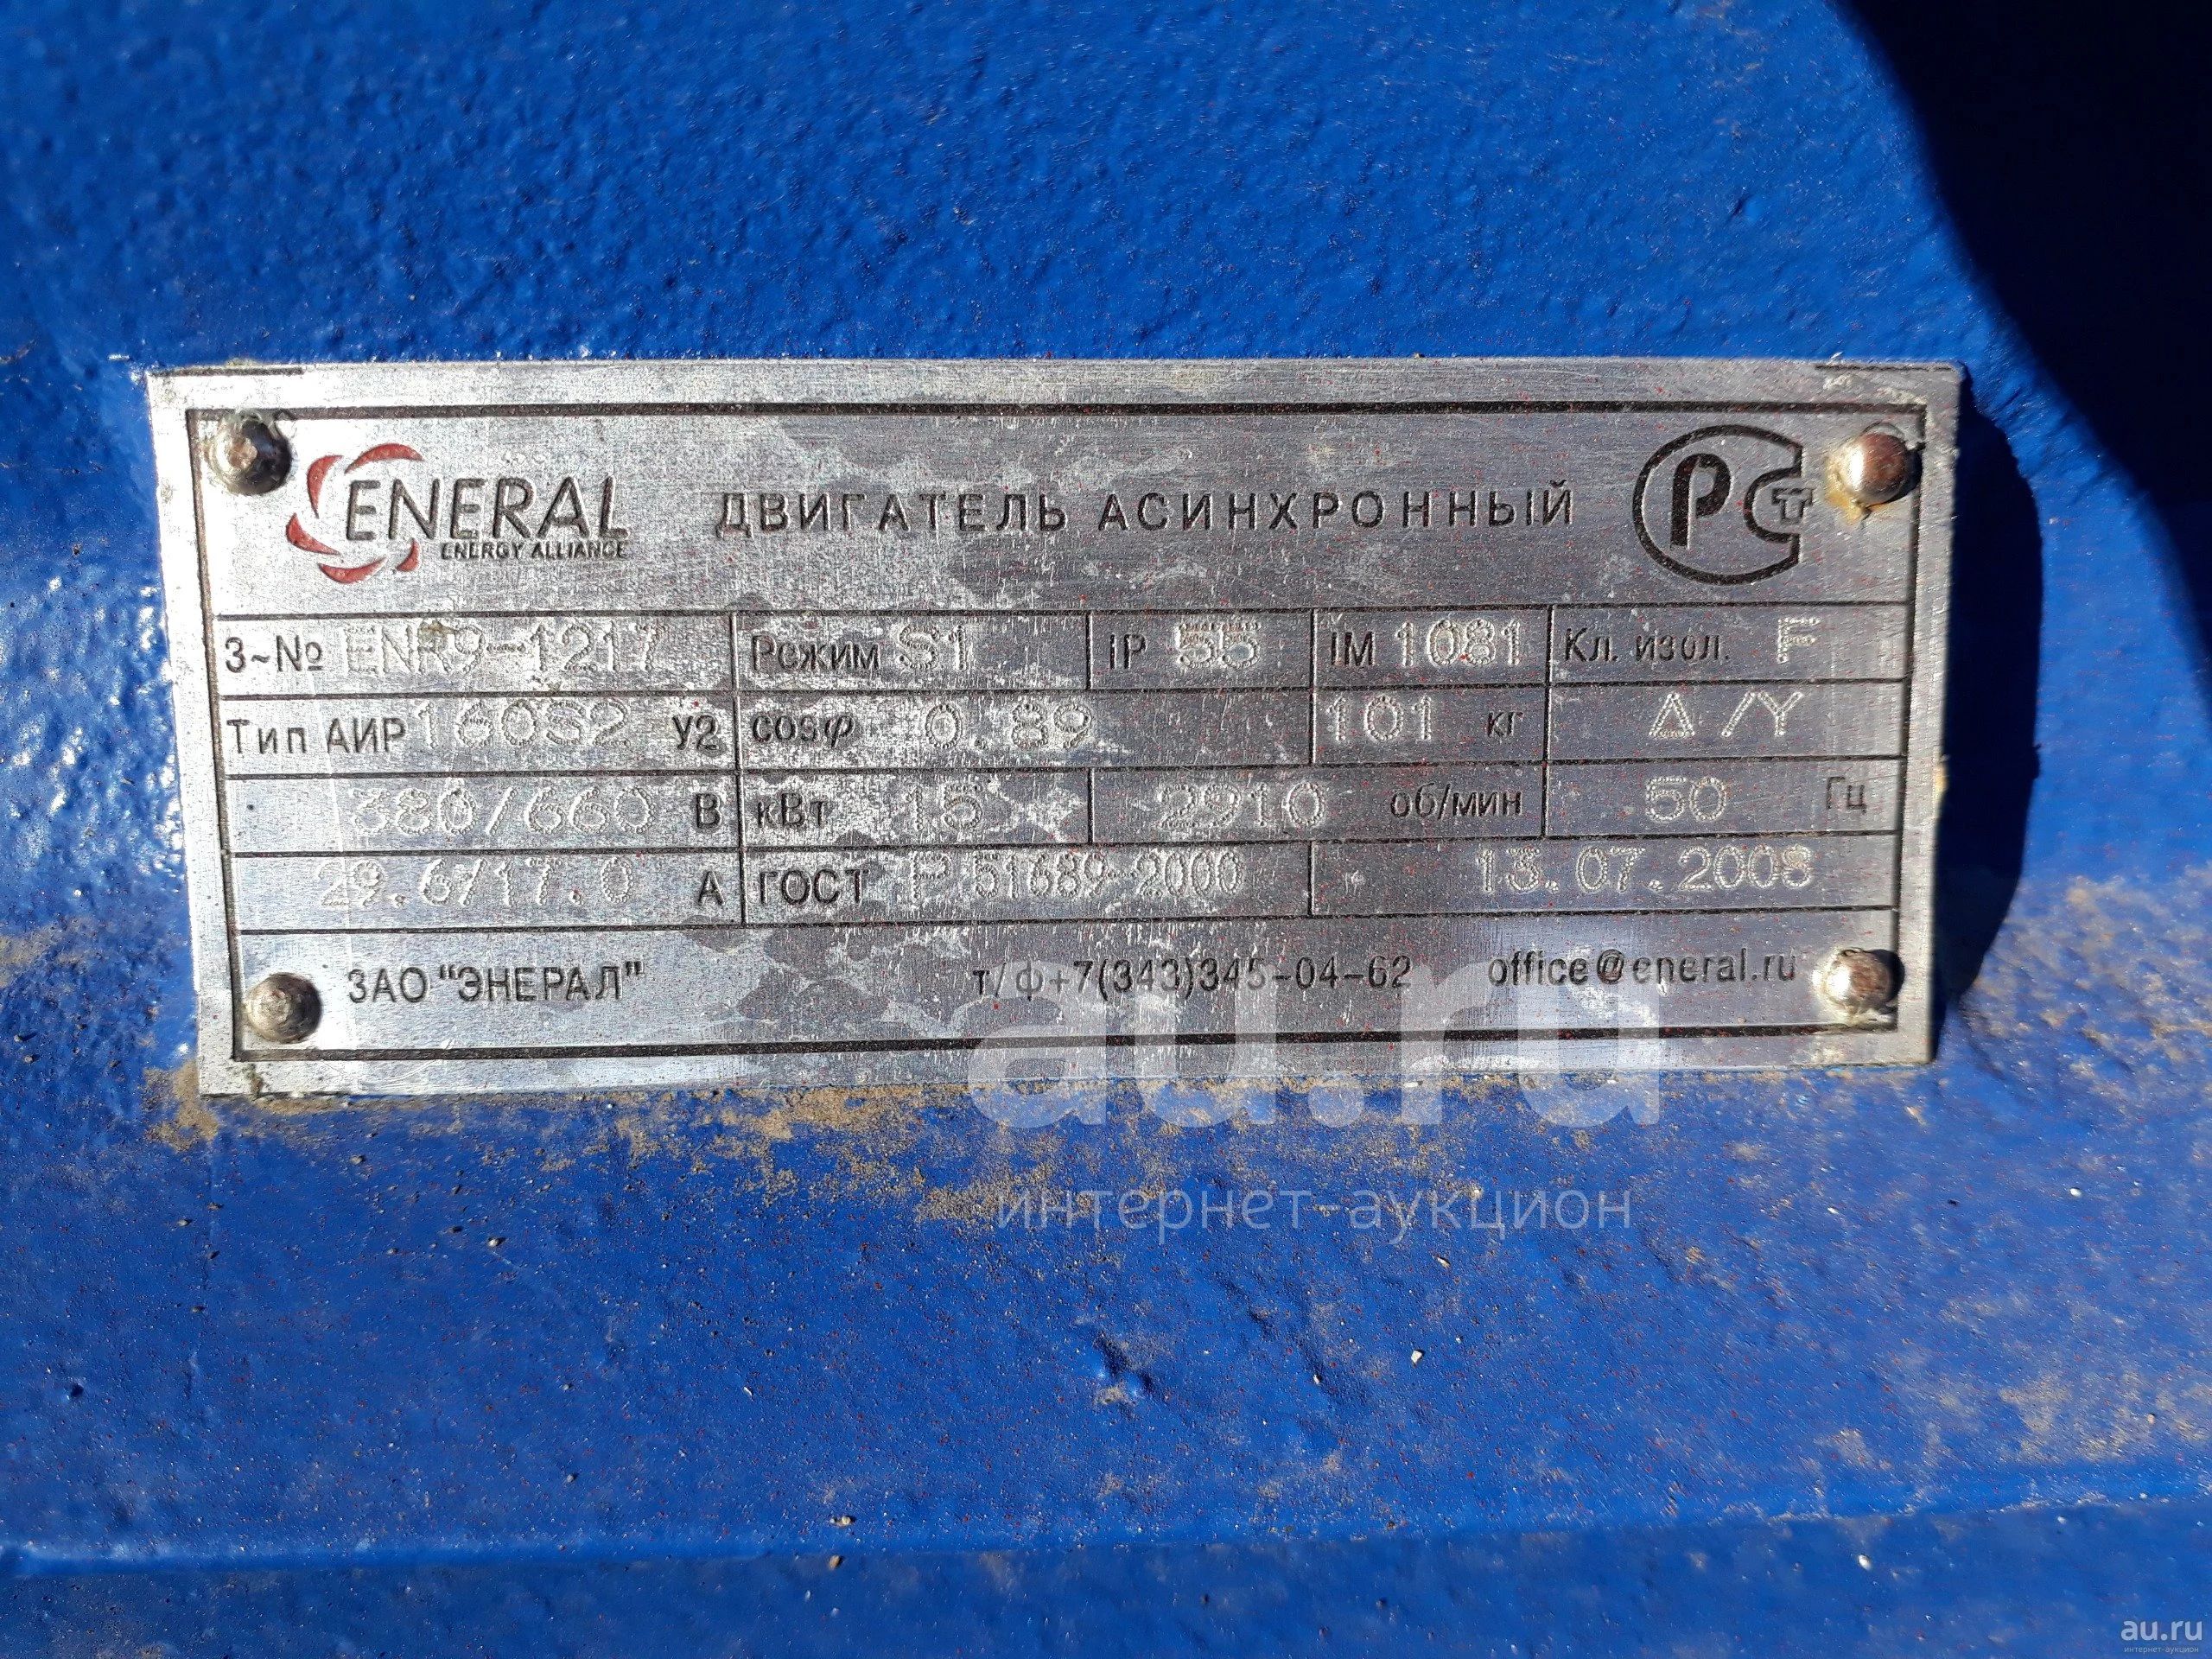 ENERAL
ENERGY ALLIANCE
ДВИГАТЕЛЬ АСИНХРОННЫЙ
РСТ
3~№ ENR9-1217 Режим S1 IP 55 IM 1081 Кл. изол. F
Тип АИР 160S2 У2 cosφ 0.89 101 кг Δ/Y
380/660 В кВт 15 2910 об/мин 50 Гц
29.6/17.0 А ГОСТ Р 51689-2000 13.07.2008
ЗАО "ЭНЕРАЛ" т/ф+7(343)345-04-62 office@eneral.ru
au.ru
интернет-аукцион
au.ru
интернет-аукцион